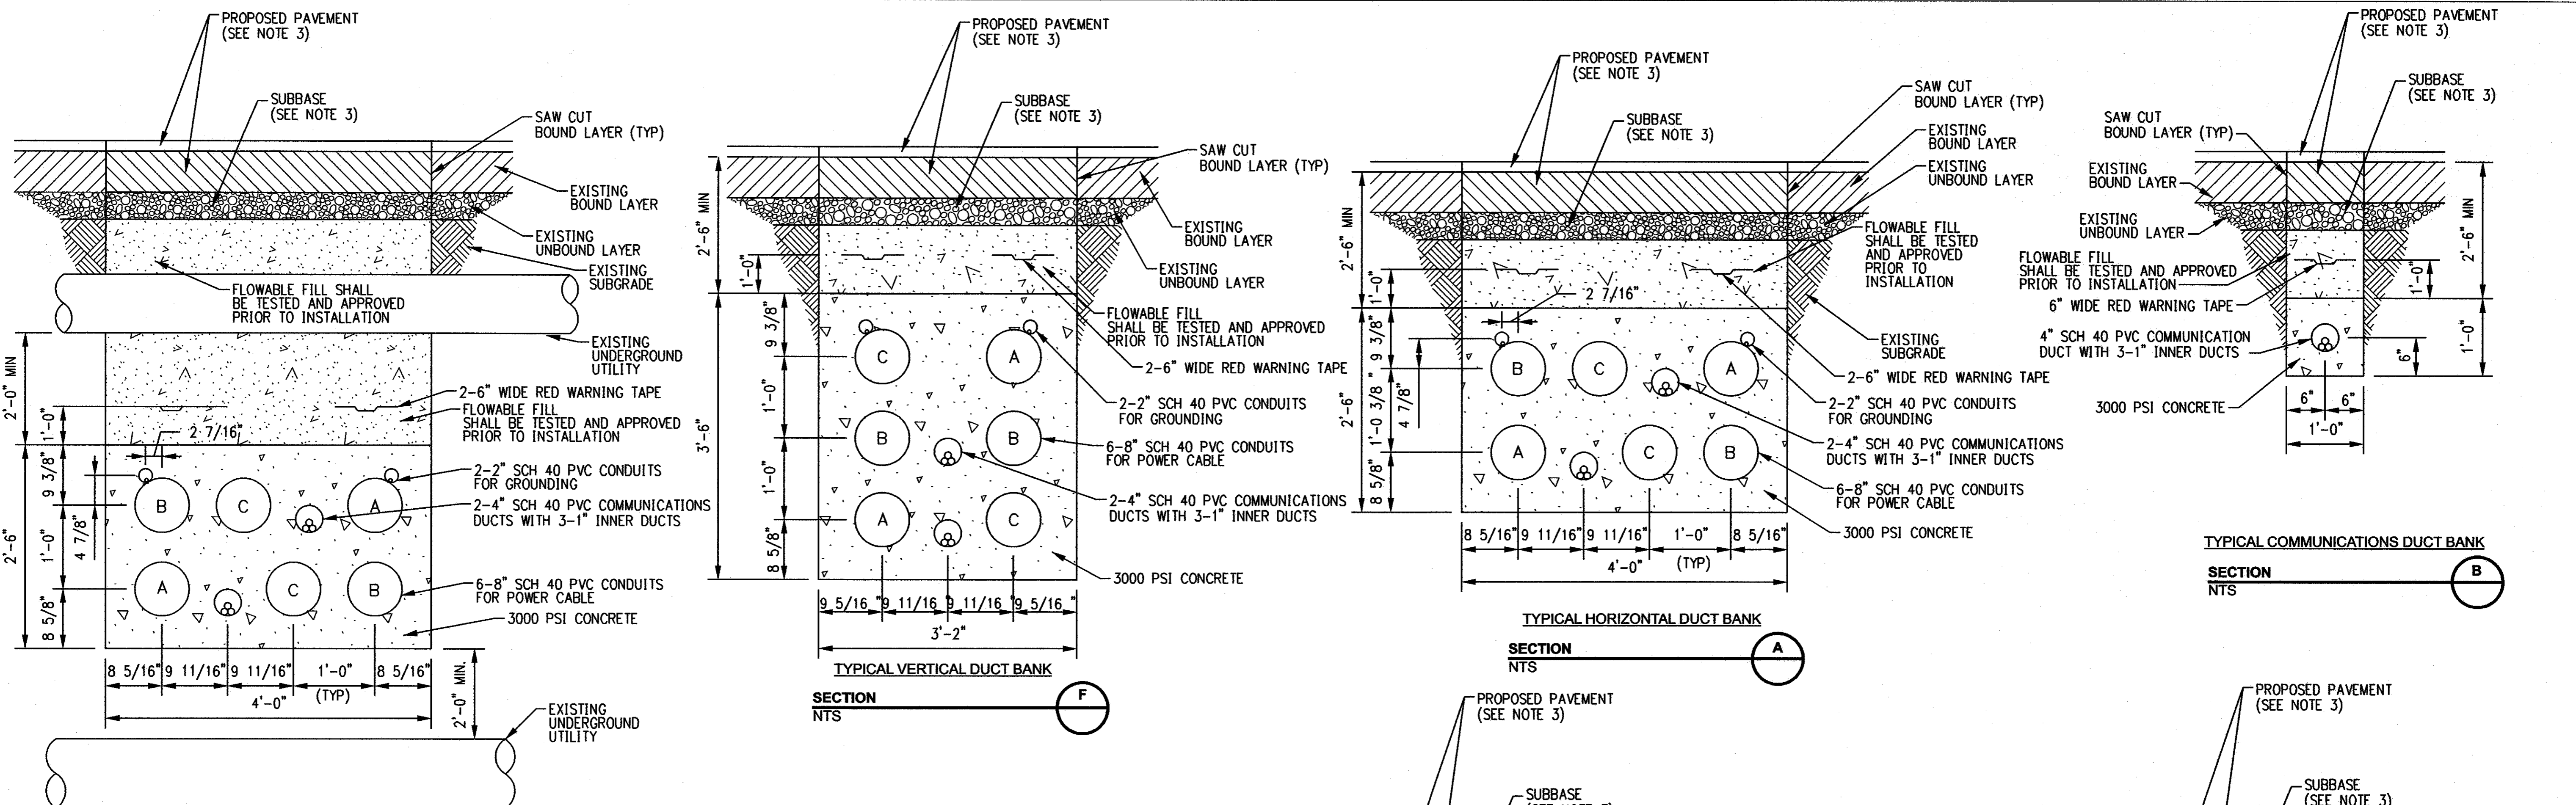 PROPOSED PAVEMENT
(SEE NOTE 3)
SUBBASE
(SEE NOTE 3)
SAW CUT
BOUND LAYER (TYP)
EXISTING
BOUND LAYER
EXISTING
UNBOUND LAYER
EXISTING
SUBGRADE
FLOWABLE FILL SHALL
BE TESTED AND APPROVED
PRIOR TO INSTALLATION
EXISTING
UNDERGROUND
UTILITY
2'-0" MIN
1'-0"
2-6" WIDE RED WARNING TAPE
FLOWABLE FILL
SHALL BE TESTED AND APPROVED
PRIOR TO INSTALLATION
2 7/16"
2'-6"
9 3/8"
1'-0"
4 7/8"
8 5/8"
B
C
A
A
C
B
2-2" SCH 40 PVC CONDUITS
FOR GROUNDING
2-4" SCH 40 PVC COMMUNICATIONS
DUCTS WITH 3-1" INNER DUCTS
6-8" SCH 40 PVC CONDUITS
FOR POWER CABLE
3000 PSI CONCRETE
8 5/16"
9 11/16"
9 11/16"
1'-0"
8 5/16"
(TYP)
4'-0"
2'-0" MIN.
EXISTING
UNDERGROUND
UTILITY
PROPOSED PAVEMENT
(SEE NOTE 3)
SUBBASE
(SEE NOTE 3)
SAW CUT
BOUND LAYER (TYP)
EXISTING
BOUND LAYER
EXISTING
UNBOUND LAYER
2'-6" MIN
1'-0"
FLOWABLE FILL
SHALL BE TESTED AND APPROVED
PRIOR TO INSTALLATION
2-6" WIDE RED WARNING TAPE
3'-6"
9 3/8"
1'-0"
1'-0"
8 5/8"
C
A
B
B
A
C
2-2" SCH 40 PVC CONDUITS
FOR GROUNDING
6-8" SCH 40 PVC CONDUITS
FOR POWER CABLE
2-4" SCH 40 PVC COMMUNICATIONS
DUCTS WITH 3-1" INNER DUCTS
3000 PSI CONCRETE
9 5/16"
9 11/16"
9 11/16"
9 5/16"
3'-2"
TYPICAL VERTICAL DUCT BANK
SECTION
NTS
F
PROPOSED PAVEMENT
(SEE NOTE 3)
SUBBASE
(SEE NOTE 3)
SAW CUT
BOUND LAYER (TYP)
EXISTING
BOUND LAYER
EXISTING
UNBOUND LAYER
FLOWABLE FILL
SHALL BE TESTED
AND APPROVED
PRIOR TO
INSTALLATION
2'-6" MIN
1'-0"
2 7/16"
EXISTING
SUBGRADE
2-6" WIDE RED WARNING TAPE
2'-6"
9 3/8"
1'-0 3/8"
4 7/8"
8 5/8"
B
C
A
A
C
B
2-2" SCH 40 PVC CONDUITS
FOR GROUNDING
2-4" SCH 40 PVC COMMUNICATIONS
DUCTS WITH 3-1" INNER DUCTS
6-8" SCH 40 PVC CONDUITS
FOR POWER CABLE
3000 PSI CONCRETE
8 5/16"
9 11/16"
9 11/16"
1'-0"
8 5/16"
(TYP)
4'-0"
TYPICAL HORIZONTAL DUCT BANK
SECTION
NTS
A
PROPOSED PAVEMENT
(SEE NOTE 3)
SUBBASE
(SEE NOTE 3)
SAW CUT
BOUND LAYER (TYP)
EXISTING
BOUND LAYER
EXISTING
UNBOUND LAYER
FLOWABLE FILL
SHALL BE TESTED AND APPROVED
PRIOR TO INSTALLATION
6" WIDE RED WARNING TAPE
4" SCH 40 PVC COMMUNICATION
DUCT WITH 3-1" INNER DUCTS
3000 PSI CONCRETE
2'-6" MIN
1'-0"
1'-0"
6"
6"
6"
1'-0"
TYPICAL COMMUNICATIONS DUCT BANK
SECTION
NTS
B
PROPOSED PAVEMENT
(SEE NOTE 3)
SUBBASE
(SEE NOTE 3)
PROPOSED PAVEMENT
(SEE NOTE 3)
SUBBASE
(SEE NOTE 3)